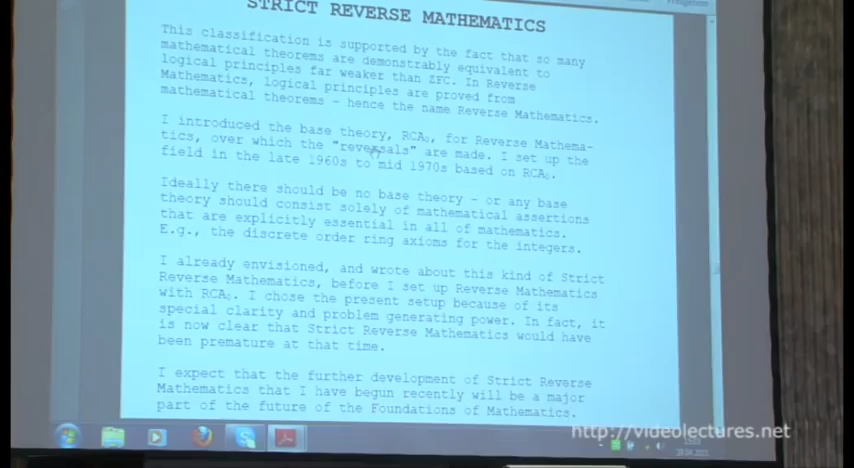 STRICT REVERSE MATHEMATICS
This classification is supported by the fact that so many
mathematical theorems are demonstrably equivalent to
logical principles far weaker than ZFC. In Reverse
Mathematics, logical principles are proved from
mathematical theorems - hence the name Reverse Mathematics.
I introduced the base theory, RCA₀, for Reverse Mathema-
tics, over which the "reversals" are made. I set up the
field in the late 1960s to mid 1970s based on RCA₀.
Ideally there should be no base theory - or any base
theory should consist solely of mathematical assertions
that are explicitly essential in all of mathematics.
E.g., the discrete order ring axioms for the integers.
I already envisioned, and wrote about this kind of Strict
Reverse Mathematics, before I set up Reverse Mathematics
with RCA₀. I chose the present setup because of its
special clarity and problem generating power. In fact, it
is now clear that Strict Reverse Mathematics would have
been premature at that time.
I expect that the further development of Strict Reverse
Mathematics that I have begun recently will be a major
part of the future of the Foundations of Mathematics.
http://videolectures.net